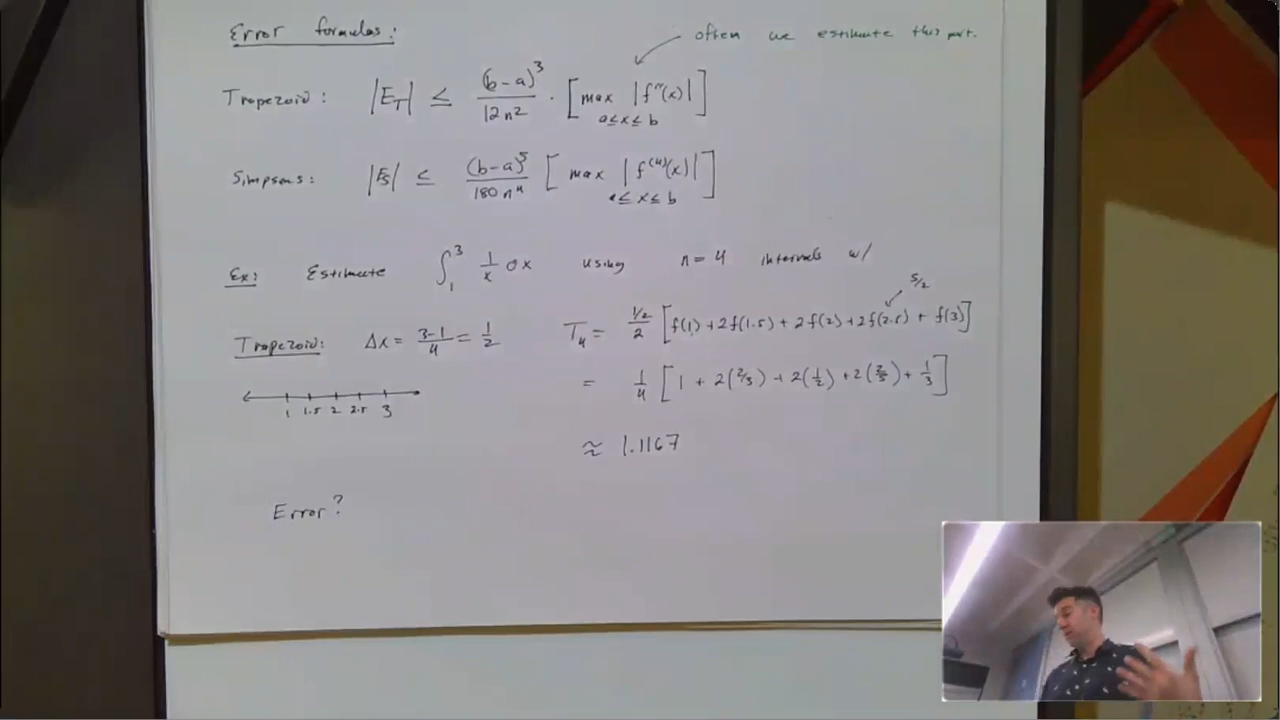 Error formulas:
often we estimate this part.
Trapezoid: |E_T| ≤ (b-a)^3 / 12n^2 · [max |f''(x)|]
a≤x≤b
Simpsons: |E_S| ≤ (b-a)^5 / 180n^4 [max |f^(4)(x)|]
a≤x≤b
Ex: Estimate ∫_1^3 1/x dx using n=4 intervals w/
5/2
Trapezoid: Δx = 3-1/4 = 1/2 T_4 = 1/2/2 [f(1)+2f(1.5)+2f(2)+2f(2.5)+f(3)]
= 1/4 [1+2(2/3)+2(1/2)+2(2/5)+1/3]
1 1.5 2 2.5 3
≈ 1.1167
Error?